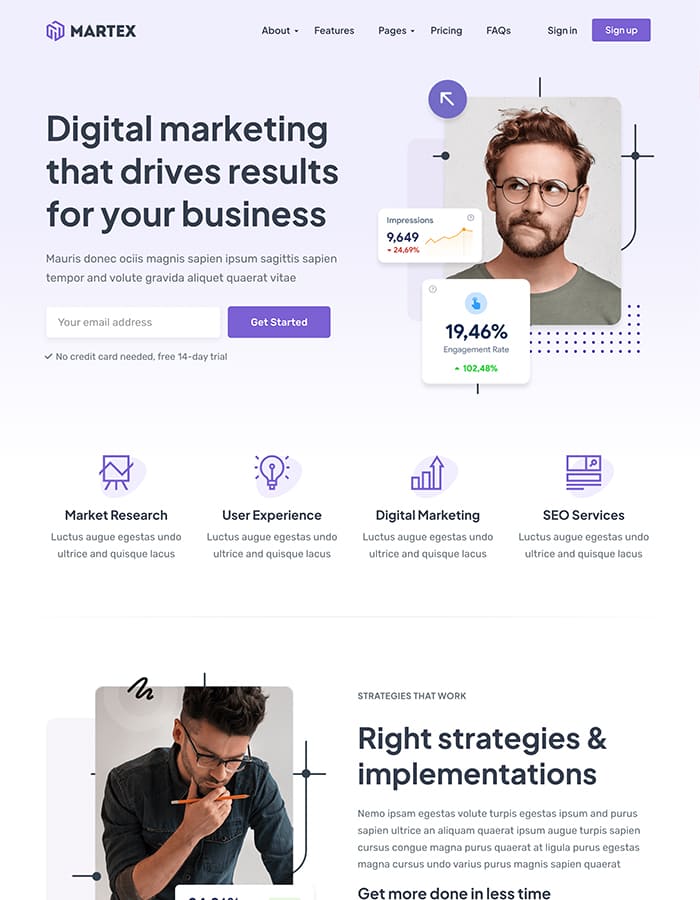 MARTEX
About
Features
Pages
Pricing
FAQs
Sign in
Sign up
Digital marketing
that drives results
for your business
Mauris donec ociis magnis sapien ipsum sagittis sapien
tempor and volute gravida aliquet quaerat vitae
Your email address
Get Started
No credit card needed, free 14-day trial
Impressions
9,649
24,69%
19,46%
Engagement Rate
102,48%
Market Research
Luctus augue egestas undo
ultrice and quisque lacus
User Experience
Luctus augue egestas undo
ultrice and quisque lacus
Digital Marketing
Luctus augue egestas undo
ultrice and quisque lacus
SEO Services
Luctus augue egestas undo
ultrice and quisque lacus
STRATEGIES THAT WORK
Right strategies &
implementations
Nemo ipsam egestas volute turpis egestas ipsum and purus
sapien ultrice an aliquam quaerat ipsum augue turpis sapien
cursus congue magna purus quaerat at ligula purus egestas
magna cursus undo varius purus magnis sapien quaerat
Get more done in less time